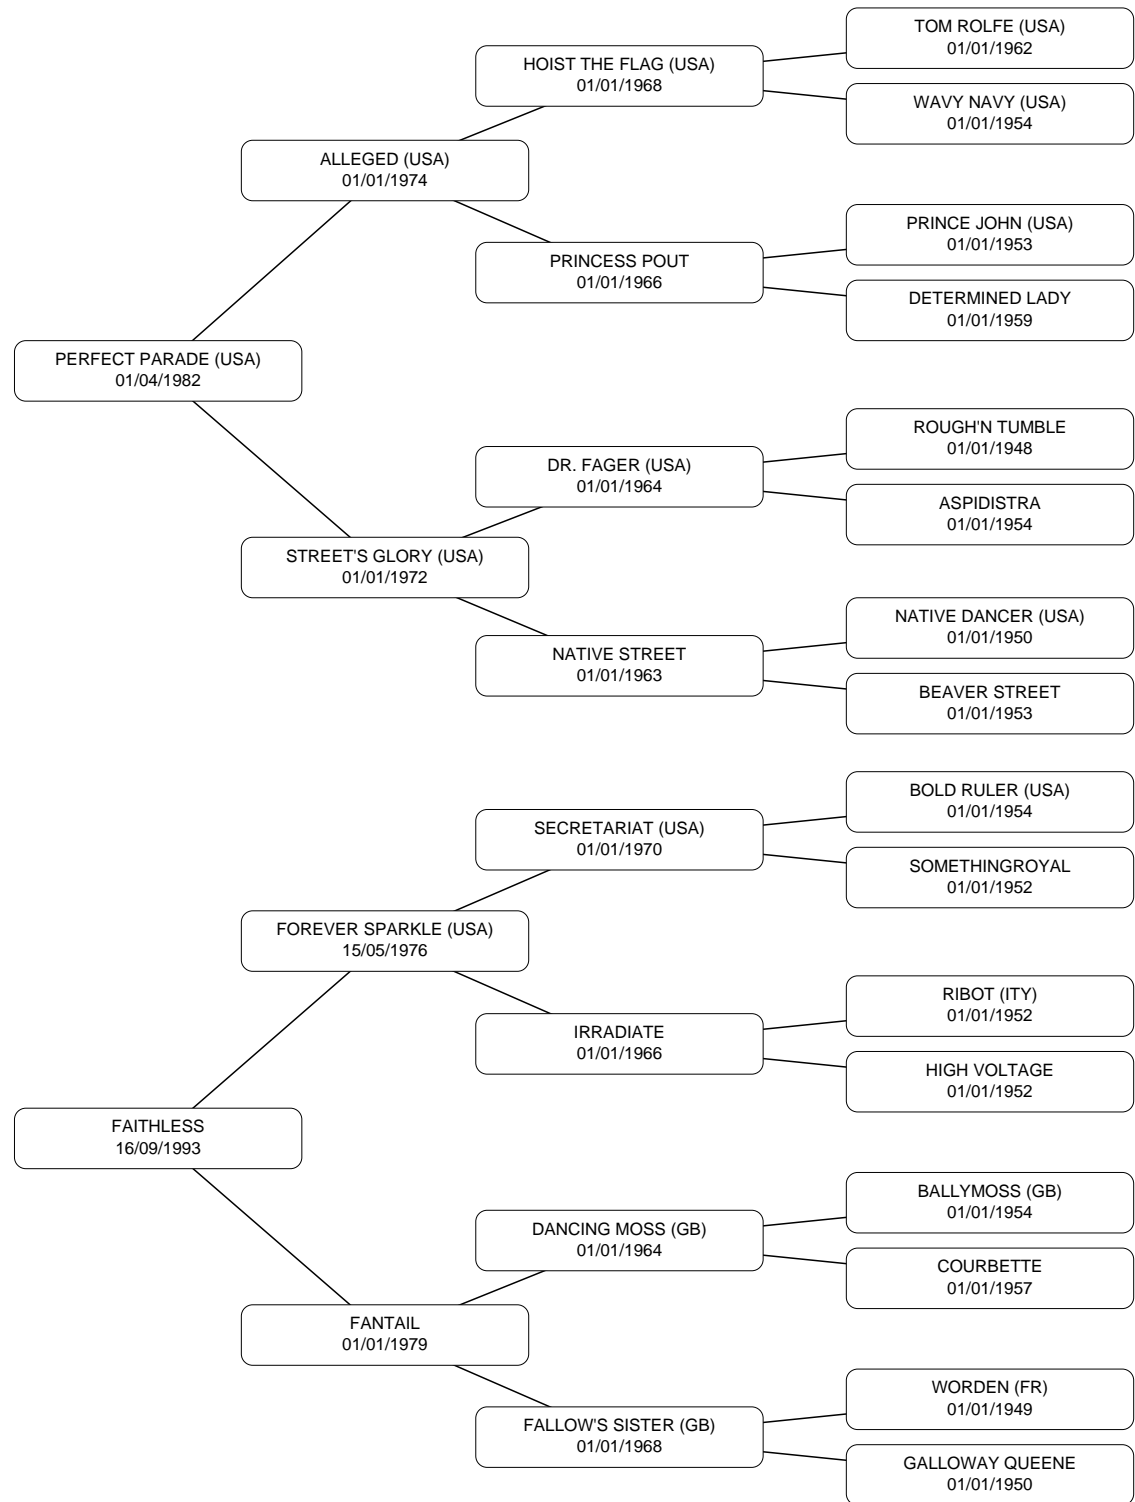 TOM ROLFE (USA)
01/01/1962
HOIST THE FLAG (USA)
01/01/1968
WAVY NAVY (USA)
01/01/1954
ALLEGED (USA)
01/01/1974
PRINCE JOHN (USA)
01/01/1953
PRINCESS POUT
01/01/1966
DETERMINED LADY
01/01/1959
PERFECT PARADE (USA)
01/04/1982
ROUGH'N TUMBLE
01/01/1948
DR. FAGER (USA)
01/01/1964
ASPIDISTRA
01/01/1954
STREET'S GLORY (USA)
01/01/1972
NATIVE DANCER (USA)
01/01/1950
NATIVE STREET
01/01/1963
BEAVER STREET
01/01/1953
BOLD RULER (USA)
01/01/1954
SECRETARIAT (USA)
01/01/1970
SOMETHINGROYAL
01/01/1952
FOREVER SPARKLE (USA)
15/05/1976
RIBOT (ITY)
01/01/1952
IRRADIATE
01/01/1966
HIGH VOLTAGE
01/01/1952
FAITHLESS
16/09/1993
BALLYMOSS (GB)
01/01/1954
DANCING MOSS (GB)
01/01/1964
COURBETTE
01/01/1957
FANTAIL
01/01/1979
WORDEN (FR)
01/01/1949
FALLOW'S SISTER (GB)
01/01/1968
GALLOWAY QUEENE
01/01/1950